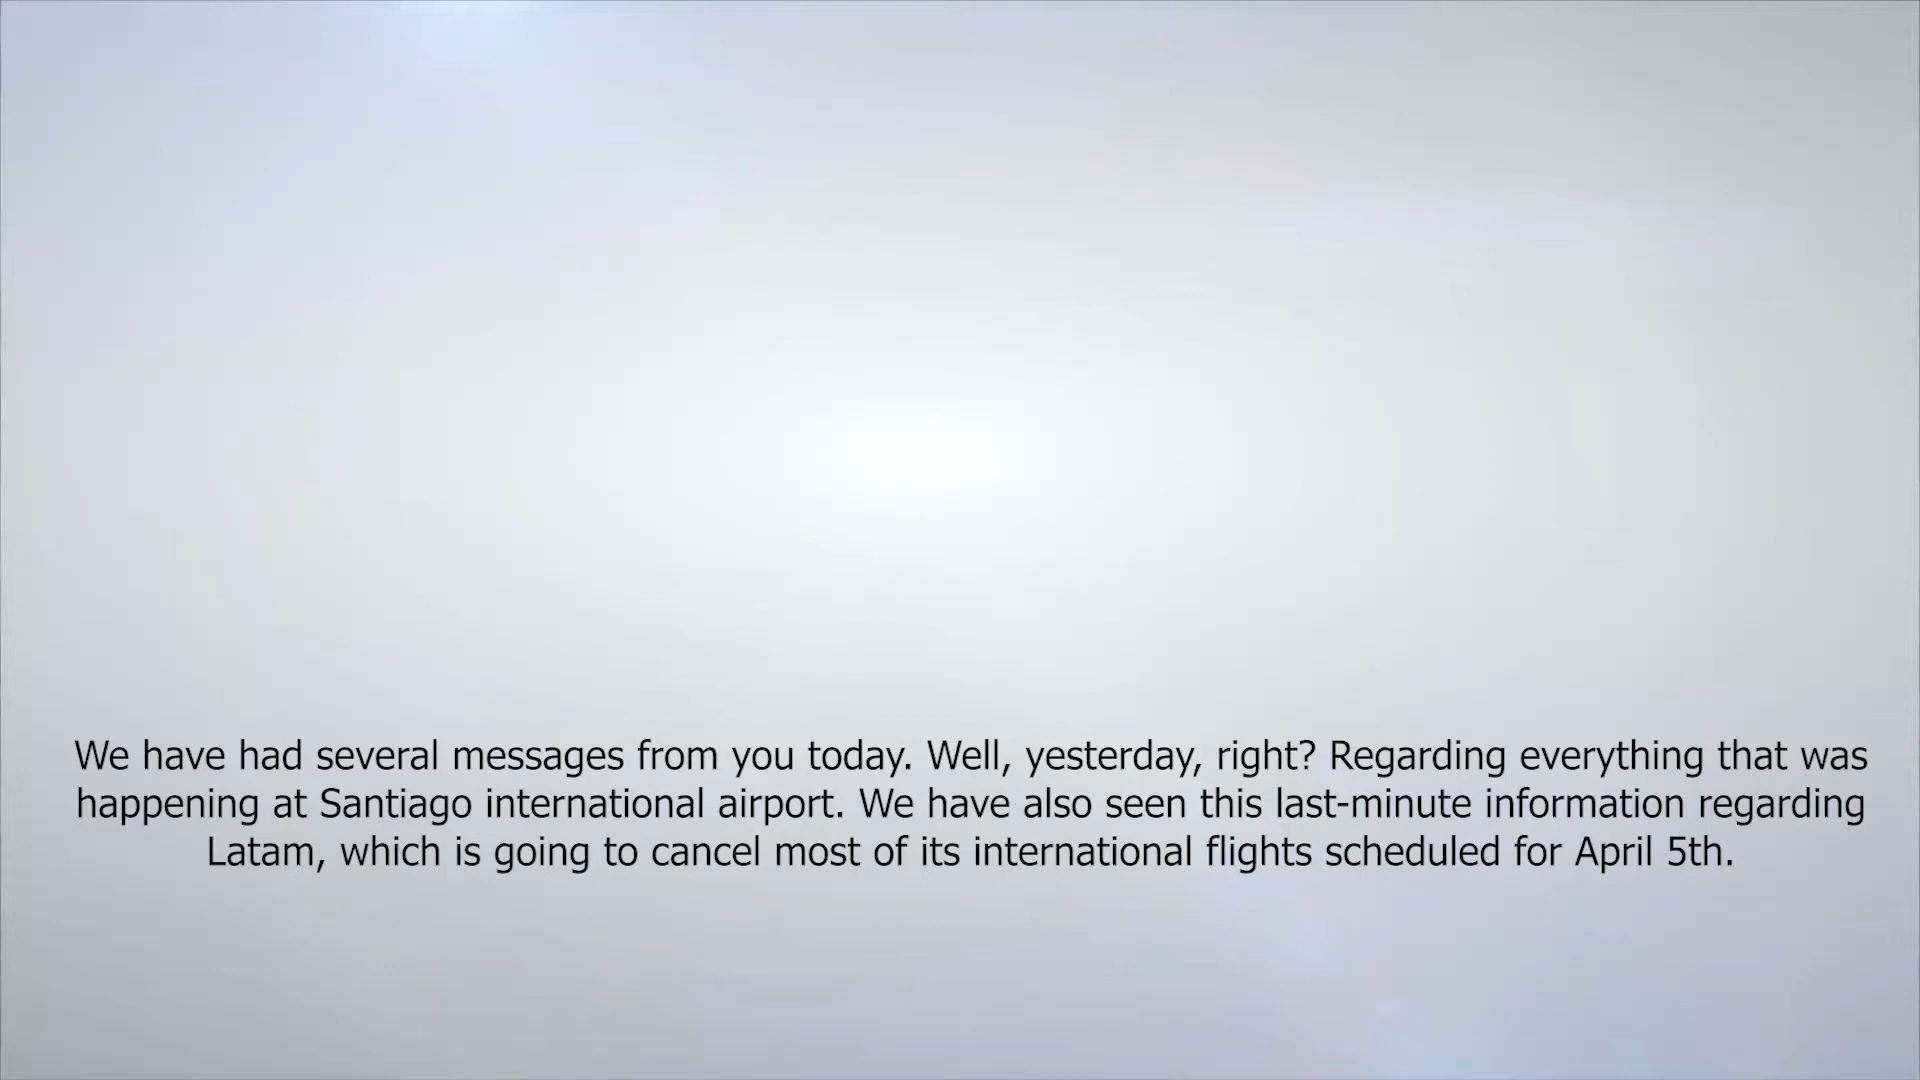 We have had several messages from you today. Well, yesterday, right? Regarding everything that was
happening at Santiago international airport. We have also seen this last-minute information regarding
Latam, which is going to cancel most of its international flights scheduled for April 5th.